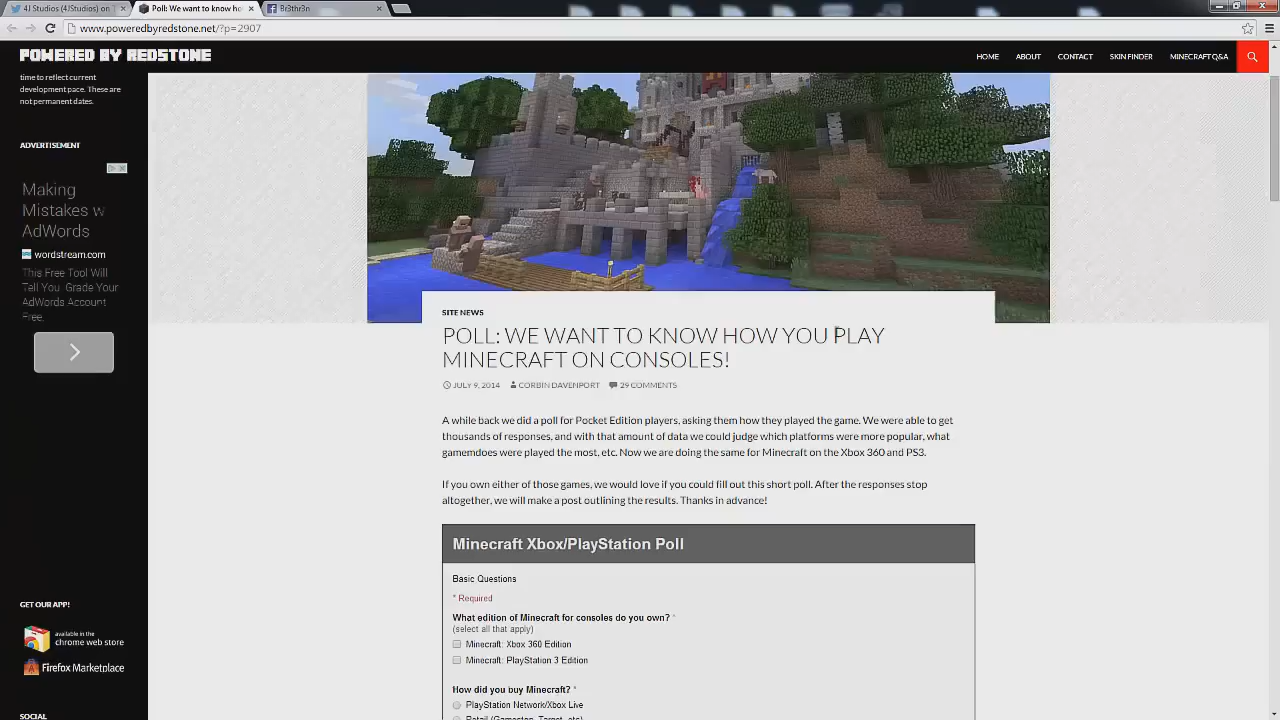 4J Studios (4JStudios) on
Poll: We want to know ho
Br3thr3n
www.poweredbyredstone.net/?p=2907
POWERED BY REDSTONE
HOME ABOUT CONTACT SKIN FINDER MINECRAFT Q&A
time to reflect current
development pace. These are
not permanent dates.
ADVERTISEMENT
Making
Mistakes w
AdWords
wordstream.com
This Free Tool Will
Tell You. Grade Your
AdWords Account
Free.
GET OUR APP!
available in the
chrome web store
Firefox Marketplace
SOCIAL
SITE NEWS
POLL: WE WANT TO KNOW HOW YOU PLAY
MINECRAFT ON CONSOLES!
JULY 9, 2014 CORBIN DAVENPORT 29 COMMENTS
A while back we did a poll for Pocket Edition players, asking them how they played the game. We were able to get
thousands of responses, and with that amount of data we could judge which platforms were more popular, what
gamemdoes were played the most, etc. Now we are doing the same for Minecraft on the Xbox 360 and PS3.
If you own either of those games, we would love if you could fill out this short poll. After the responses stop
altogether, we will make a post outlining the results. Thanks in advance!
Minecraft Xbox/PlayStation Poll
Basic Questions
* Required
What edition of Minecraft for consoles do you own? *
(select all that apply)
Minecraft: Xbox 360 Edition
Minecraft: PlayStation 3 Edition
How did you buy Minecraft? *
PlayStation Network/Xbox Live
Retail (Gamestop, Target, etc)